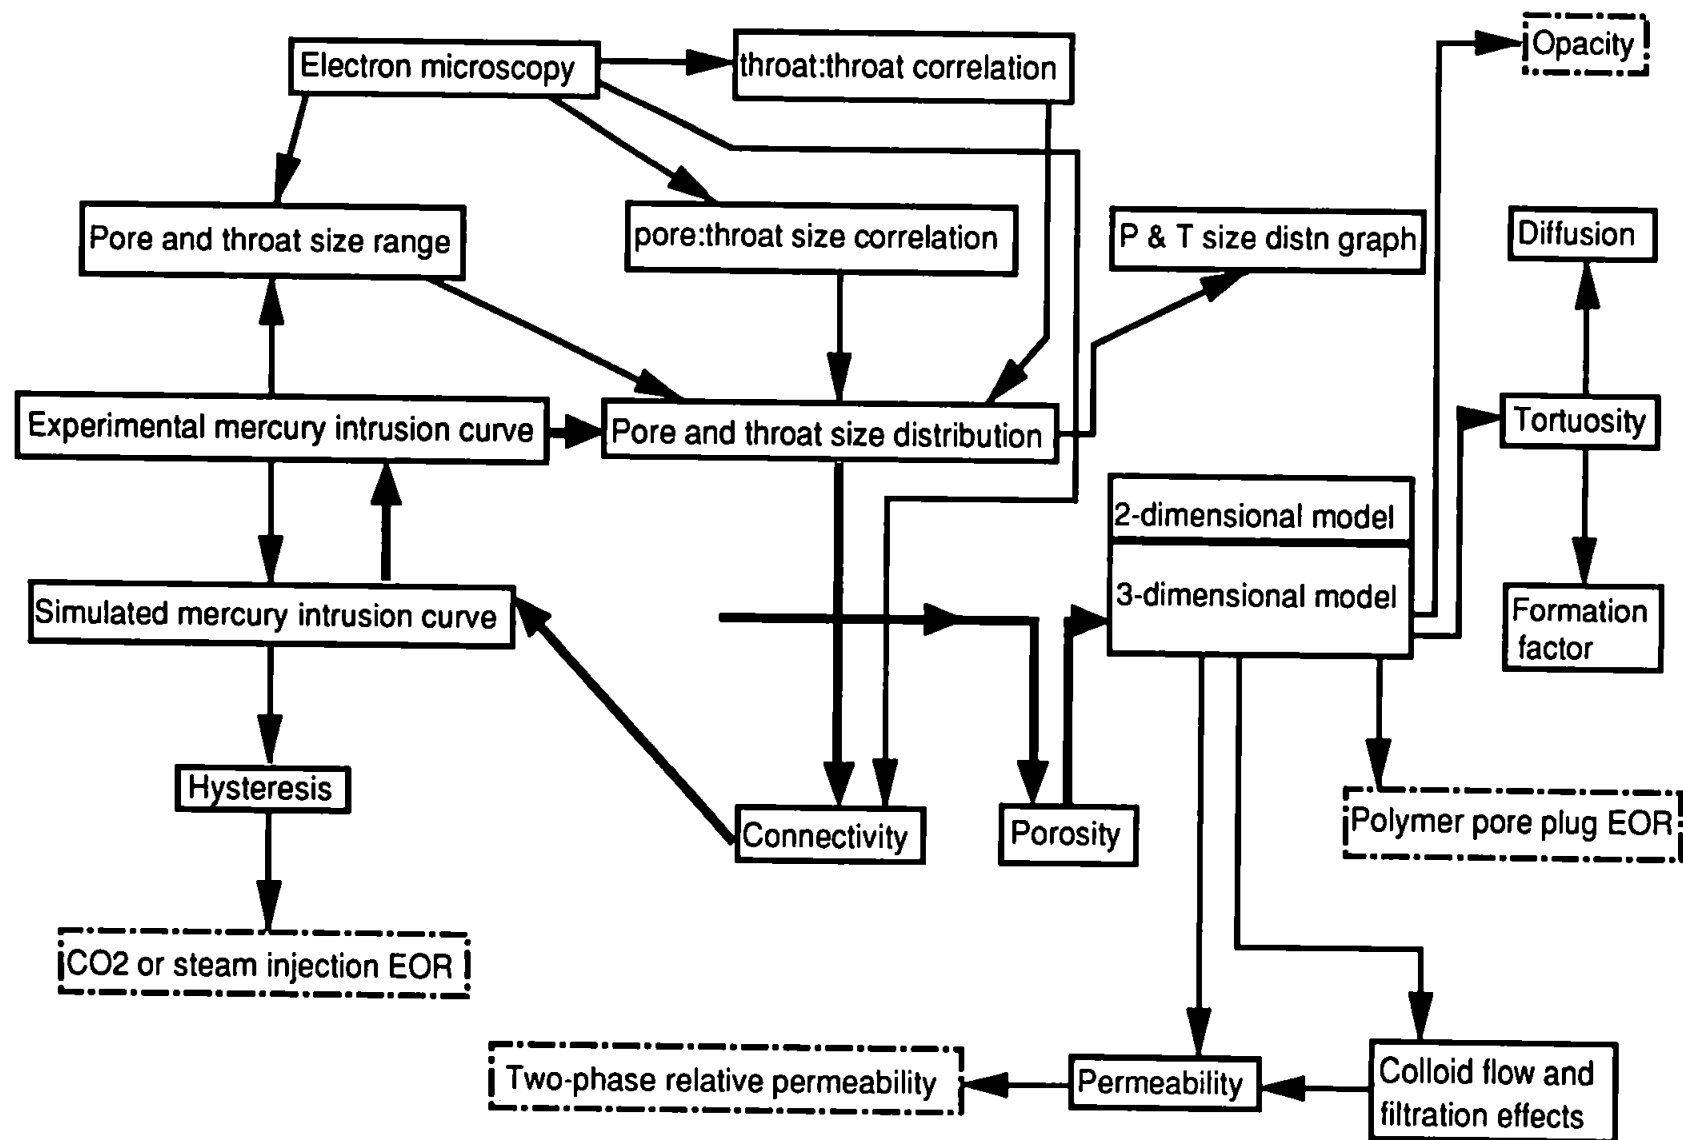 Opacity
Electron microscopy
throat:throat correlation
Pore and throat size range
pore:throat size correlation
P & T size distn graph
Diffusion
Experimental mercury intrusion curve
Pore and throat size distribution
Tortuosity
2-dimensional model
3-dimensional model
Simulated mercury intrusion curve
Formation
factor
Hysteresis
Connectivity
Porosity
Polymer pore plug EOR
CO2 or steam injection EOR
Two-phase relative permeability
Permeability
Colloid flow and
filtration effects